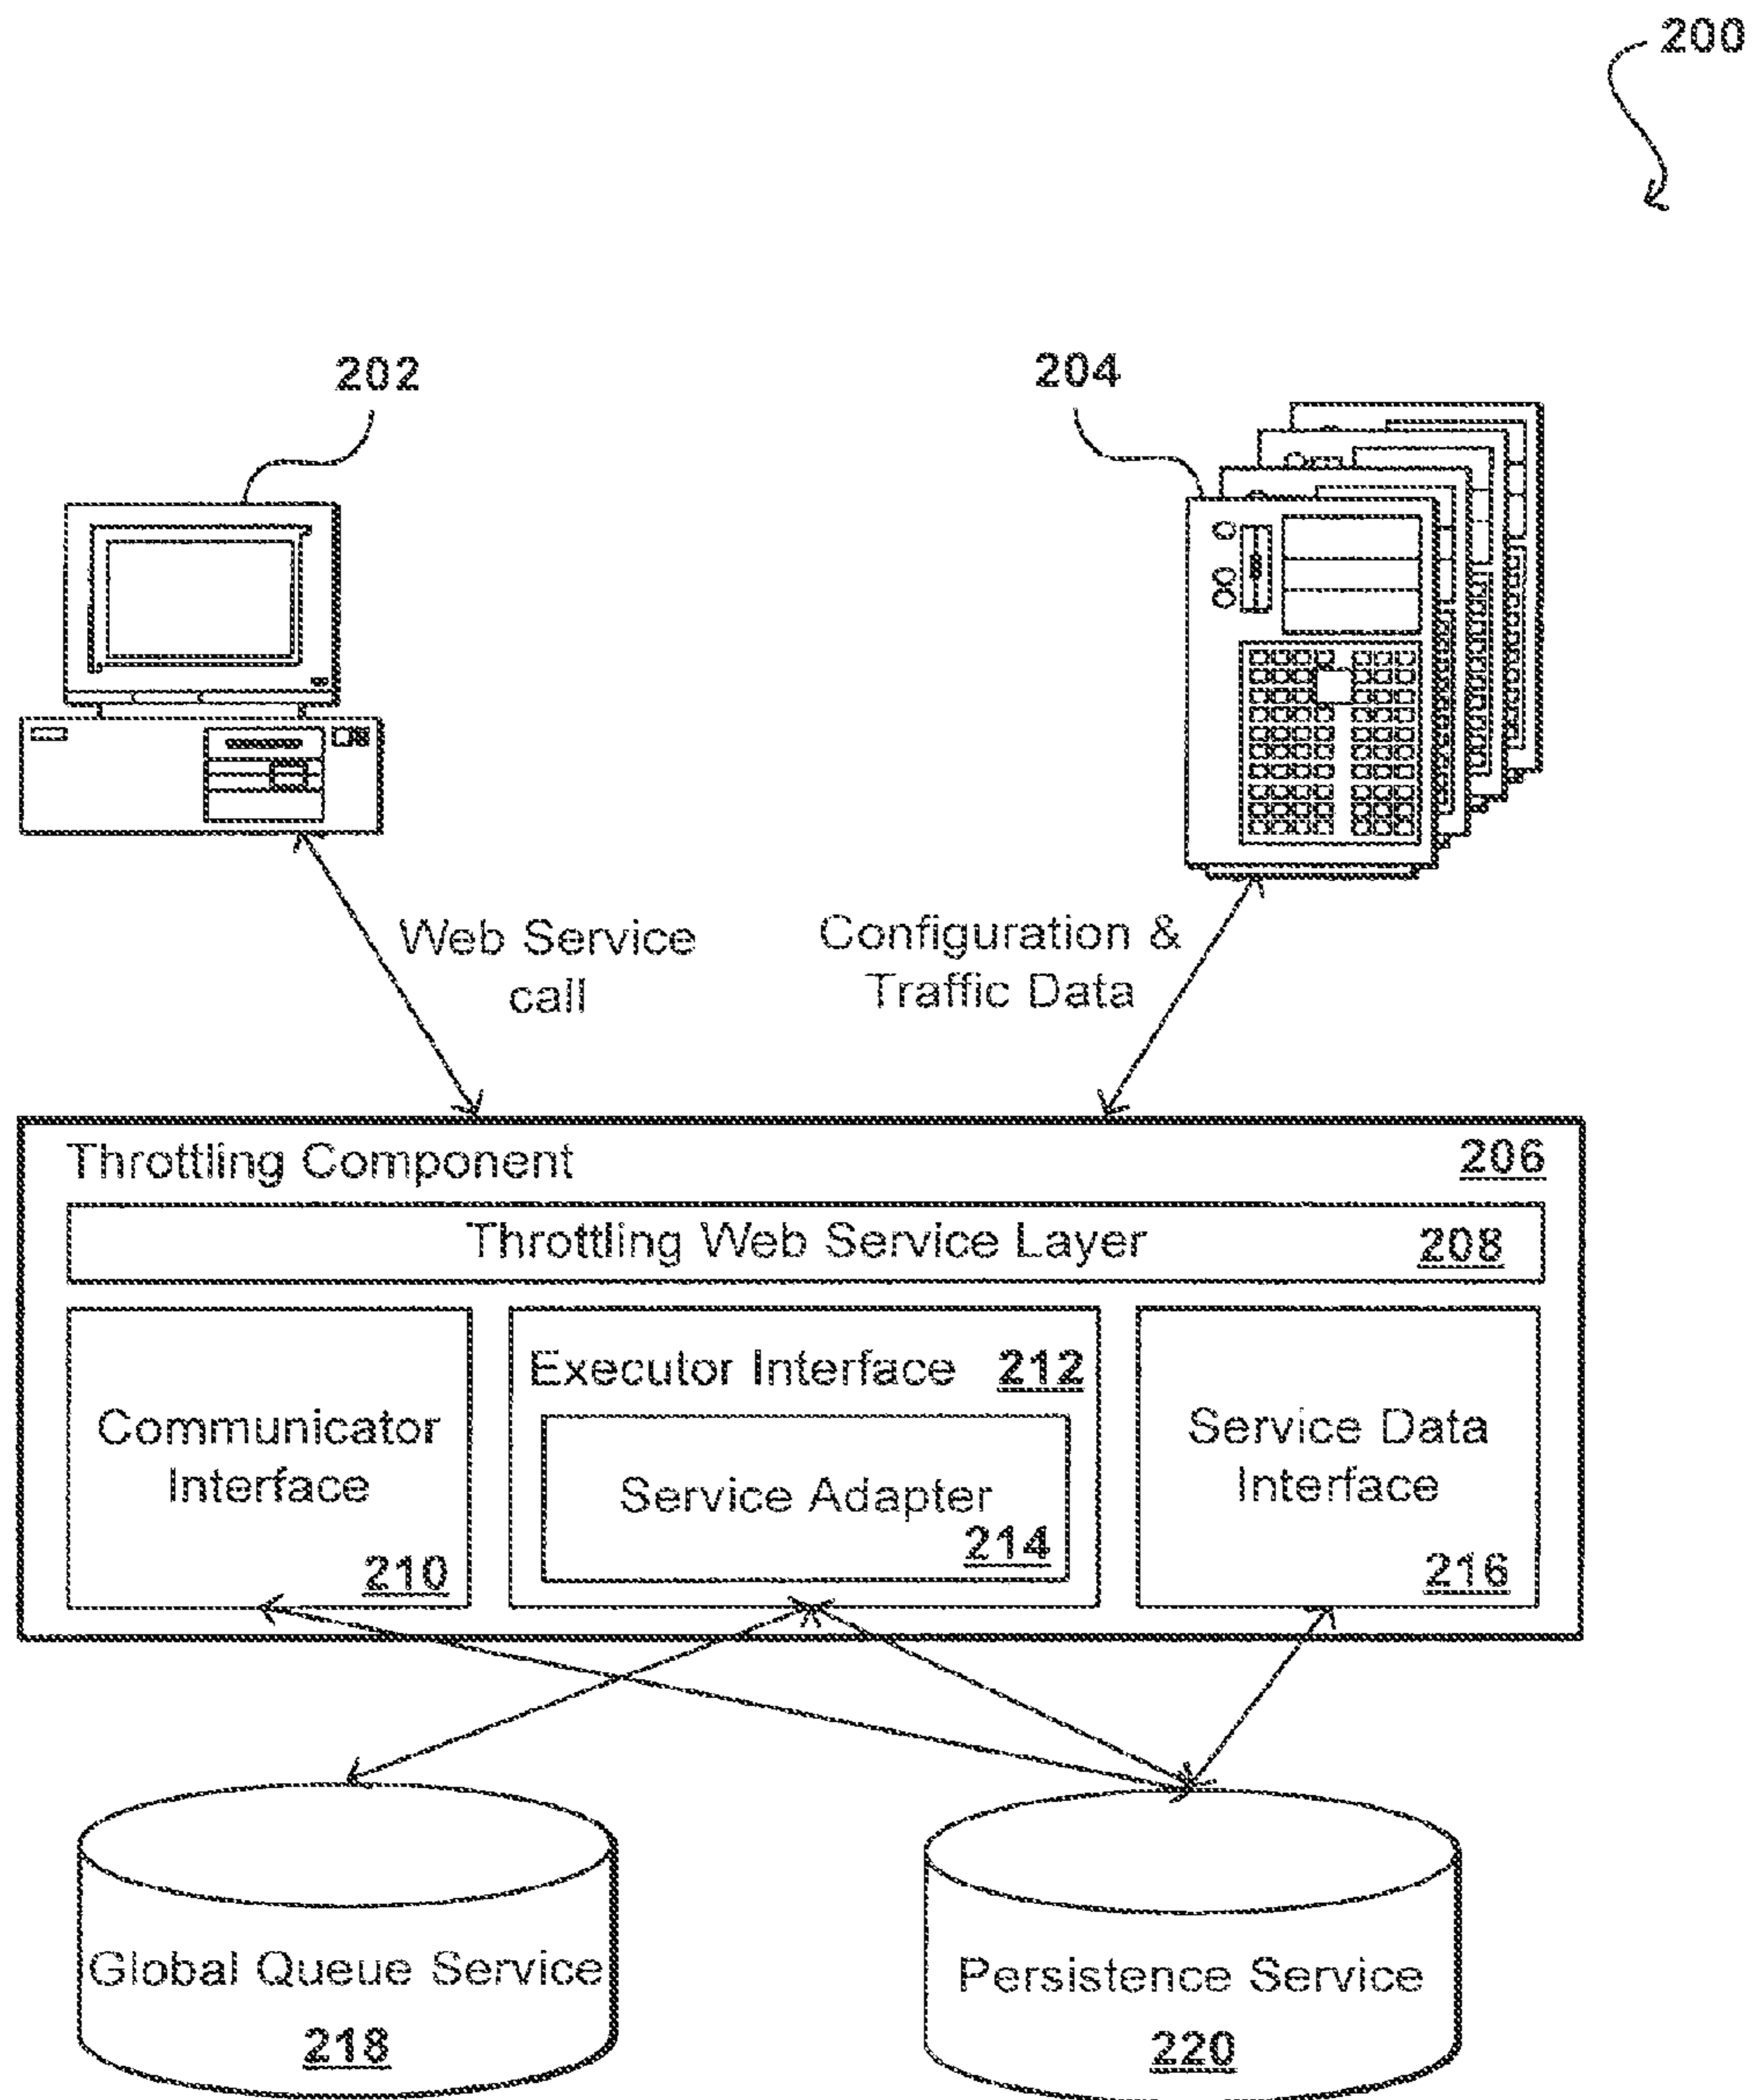 200
202
204
Web Service
call
Configuration &
Traffic Data
Throttling Component
206
Throttling Web Service Layer
208
Communicator
Interface
210
Executor Interface 212
Service Adapter
214
Service Data
Interface
216
Global Queue Service
218
Persistence Service
220